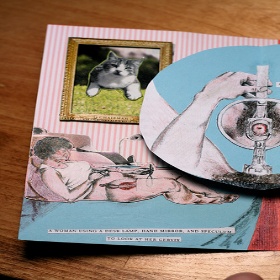 A WOMAN USING A DESK LAMP, HAND MIRROR, AND SPECULUM
TO LOOK AT HER CERVIX